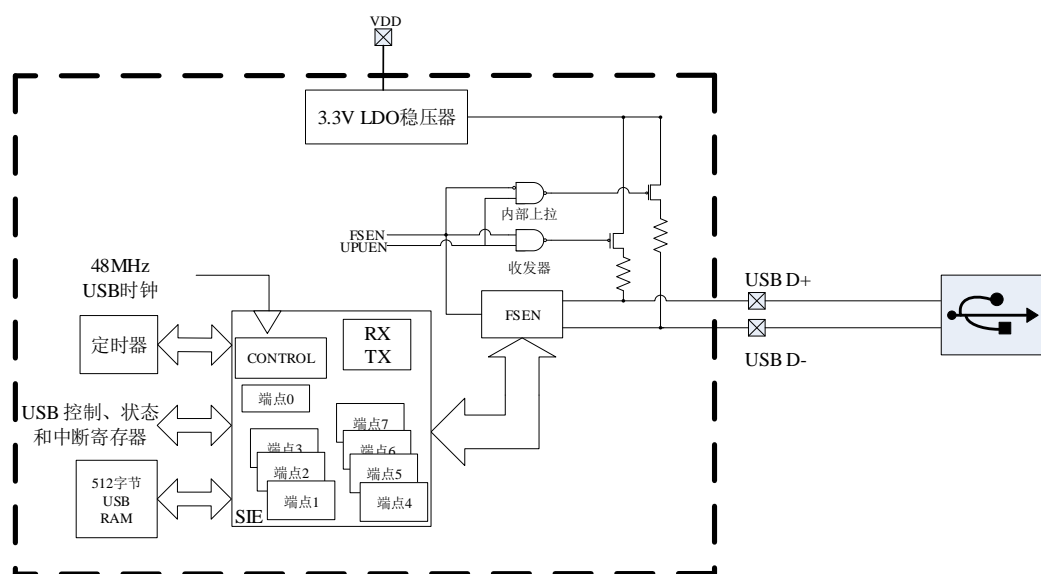 VDD
3.3V LDO稳压器
内部上拉
FSEN
UPUEN
收发器
48MHz
USB时钟
USB D+
FSEN
RX
TX
定时器
CONTROL
USB D-
端点0
USB 控制、状态
和中断寄存器
端点7
端点3
端点6
端点2
端点5
512字节
USB
RAM
端点1
端点4
SIE